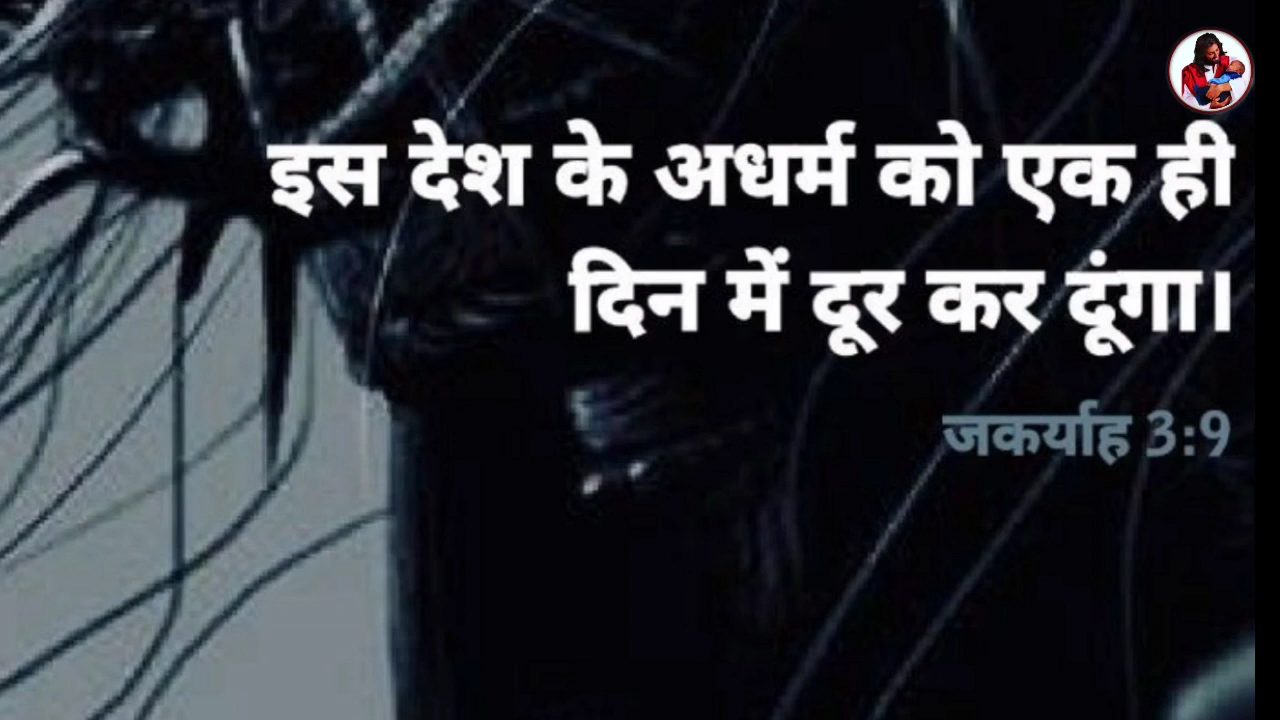 इस देश के अधर्म को एक ही
दिन में दूर कर दूंगा।
जकर्याह 3:9